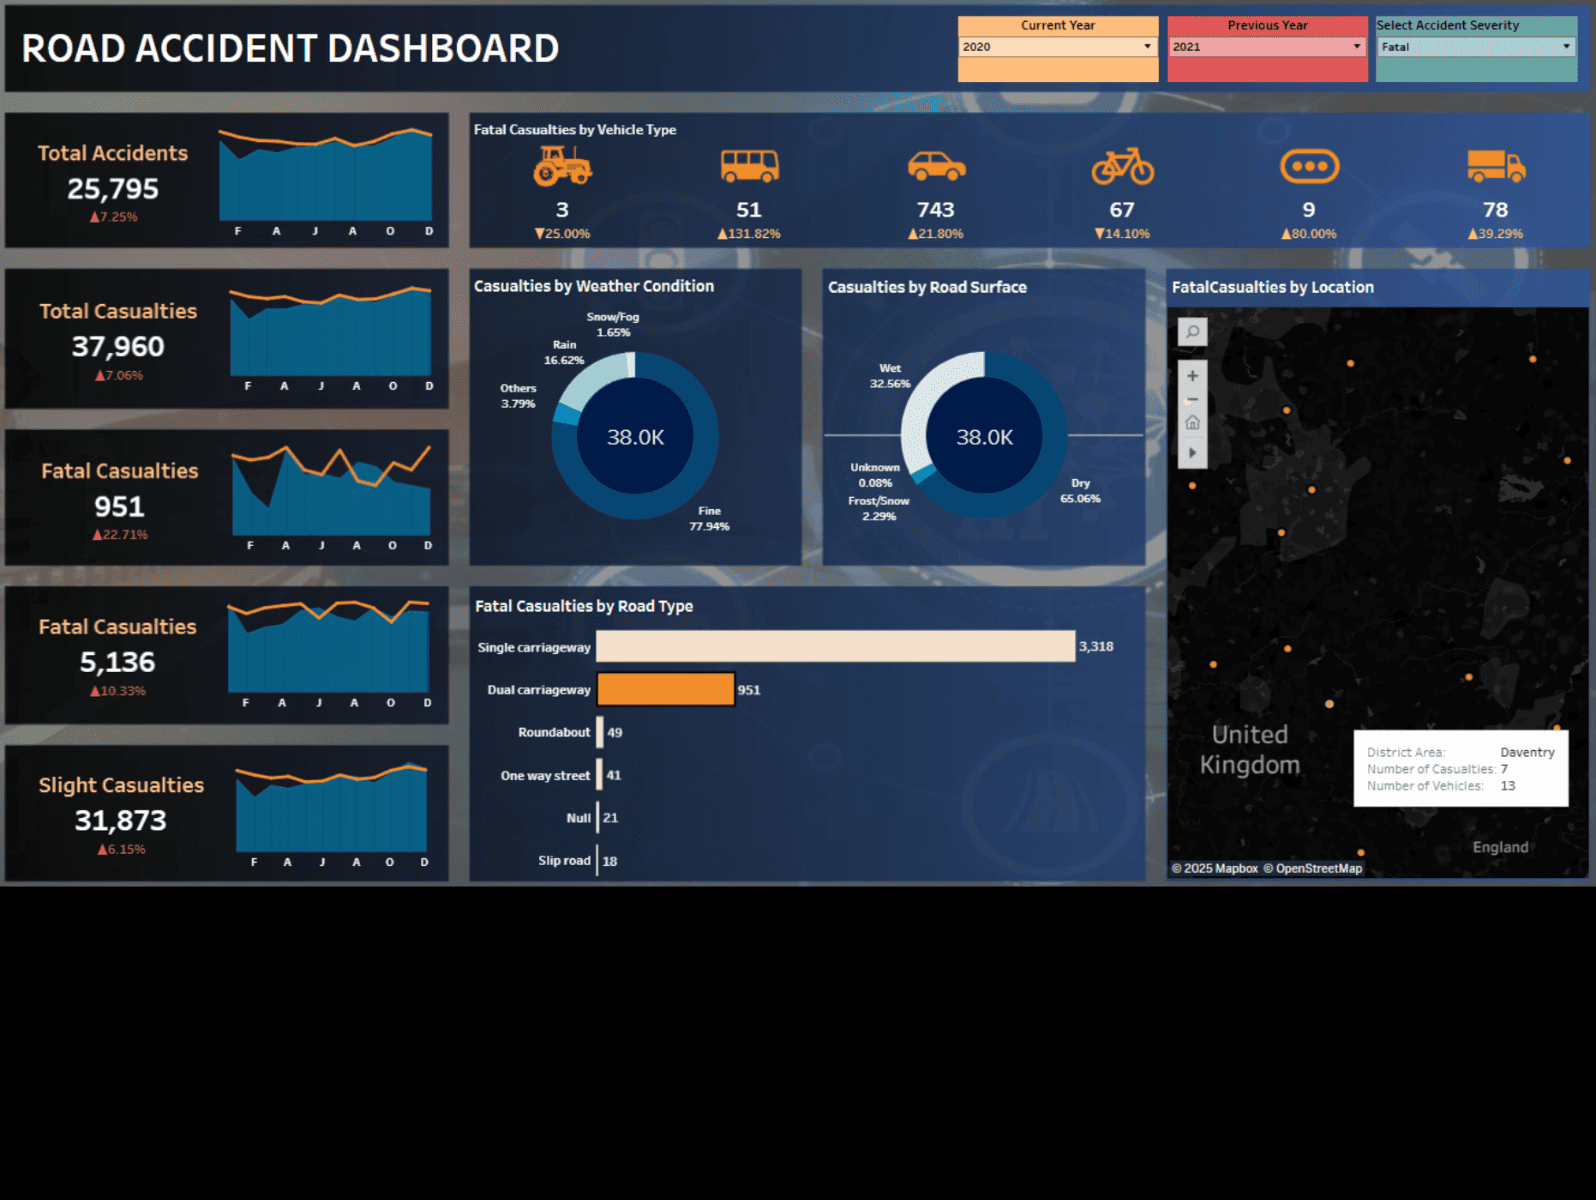 ROAD ACCIDENT DASHBOARD
Current Year
2020
Previous Year
2021
Select Accident Severity
Fatal
Total Accidents
25,795
▲7.25%
F A J A O D
Total Casualties
37,960
▲7.06%
F A J A O D
Fatal Casualties
951
▲22.71%
F A J A O D
Fatal Casualties
5,136
▲10.33%
F A J A O D
Slight Casualties
31,873
▲6.15%
F A J A O D
Fatal Casualties by Vehicle Type
3 51 743 67 9 78
▼25.00% ▲131.82% ▲21.80% ▼14.10% ▲80.00% ▲39.29%
Casualties by Weather Condition
Snow/Fog
1.65%
Rain
16.62%
Others
3.79%
38.0K
Fine
77.94%
Casualties by Road Surface
Wet
32.56%
38.0K
Unknown
0.08%
Frost/Snow
2.29%
Dry
65.06%
Fatal Casualties by Road Type
Single carriageway 3,318
Dual carriageway 951
Roundabout 49
One way street 41
Null 21
Slip road 18
FatalCasualties by Location
United
Kingdom
District Area: Daventry
Number of Casualties: 7
Number of Vehicles: 13
England
© 2025 Mapbox © OpenStreetMap